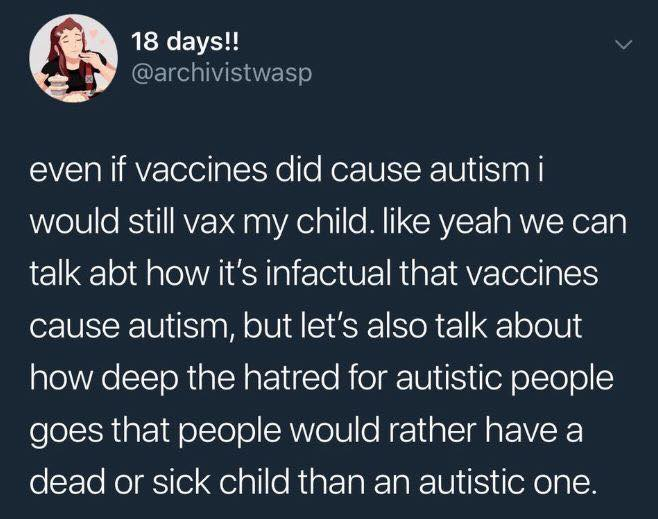 18 days!!
@archivistwasp
even if vaccines did cause autism i
would still vax my child. like yeah we can
talk abt how it's infactual that vaccines
cause autism, but let's also talk about
how deep the hatred for autistic people
goes that people would rather have a
dead or sick child than an autistic one.